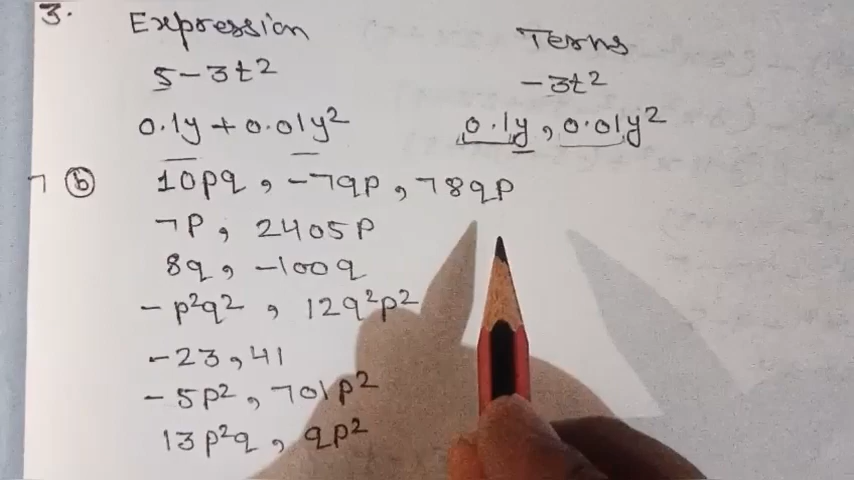 3. Expression Terms
5-3t² -3t²
0.1y + 0.01y² 0.1y, 0.01y²
7 (b) 10pq, -7qp, 78qp
7p, 2405p
8q, -100q
-p²q², 12q²p²
-23, 41
-5p², 701p²
13p²q, qp²